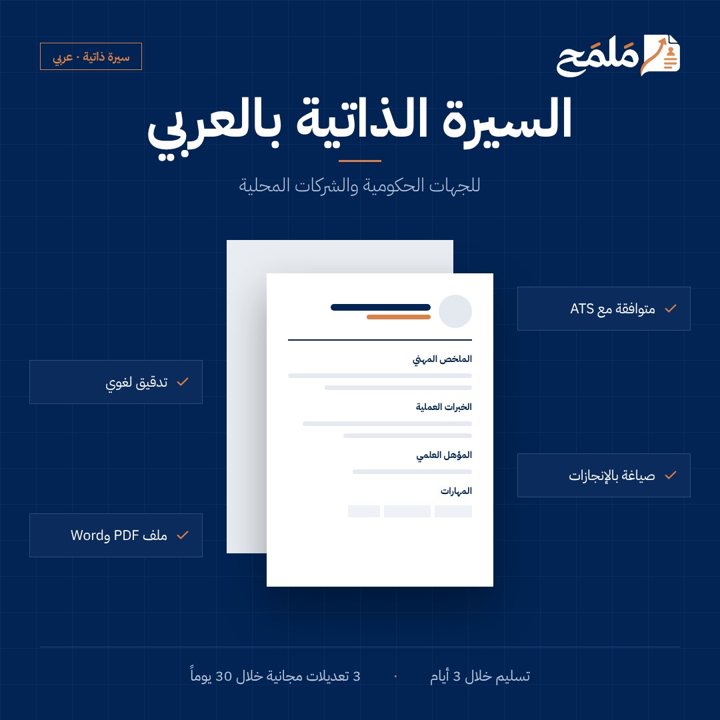 مَلمَح
سيرة ذاتية · عربي
السيرة الذاتية بالعربي
للجهات الحكومية والشركات المحلية
متوافقة مع ATS
تدقيق لغوي
صياغة بالإنجازات
ملف PDF وWord
الملخص المهني
الخبرات العملية
المؤهل العلمي
المهارات
تسليم خلال 3 أيام · 3 تعديلات مجانية خلال 30 يوماً